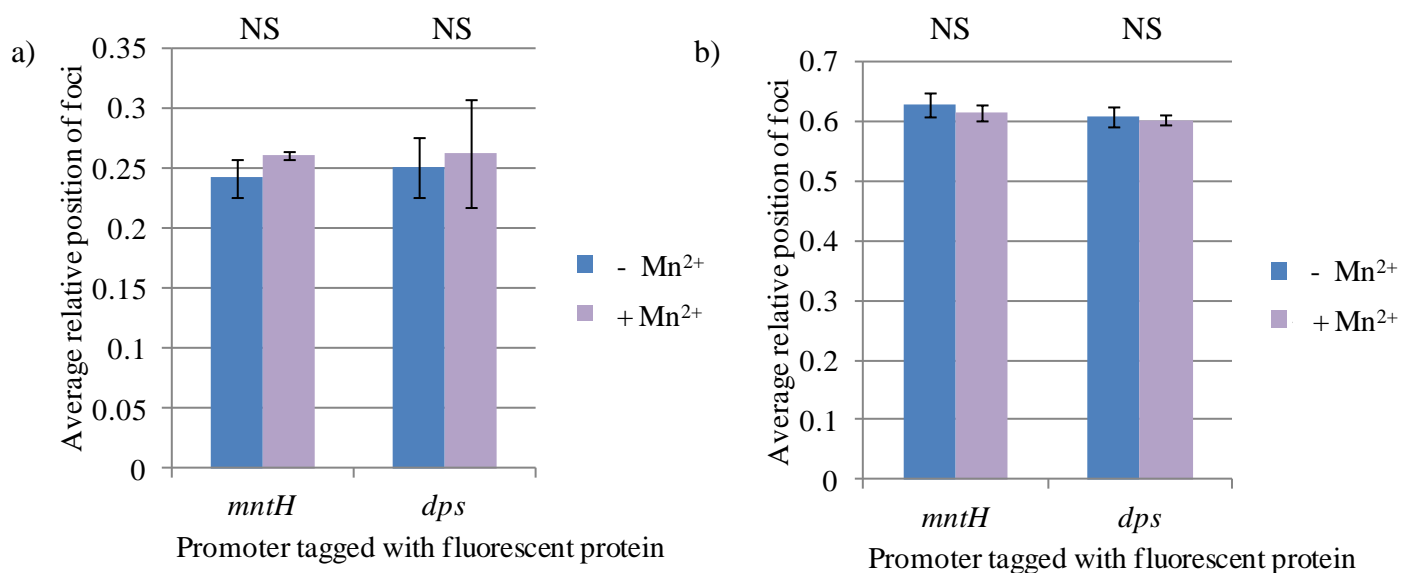 a)
NS NS
Average relative position of foci
0.35
0.3
0.25
0.2
0.15
0.1
0.05
0
mntH dps
Promoter tagged with fluorescent protein
- Mn²⁺
+ Mn²⁺
b)
NS NS
Average relative position of foci
0.7
0.6
0.5
0.4
0.3
0.2
0.1
0
mntH dps
Promoter tagged with fluorescent protein
- Mn²⁺
+ Mn²⁺